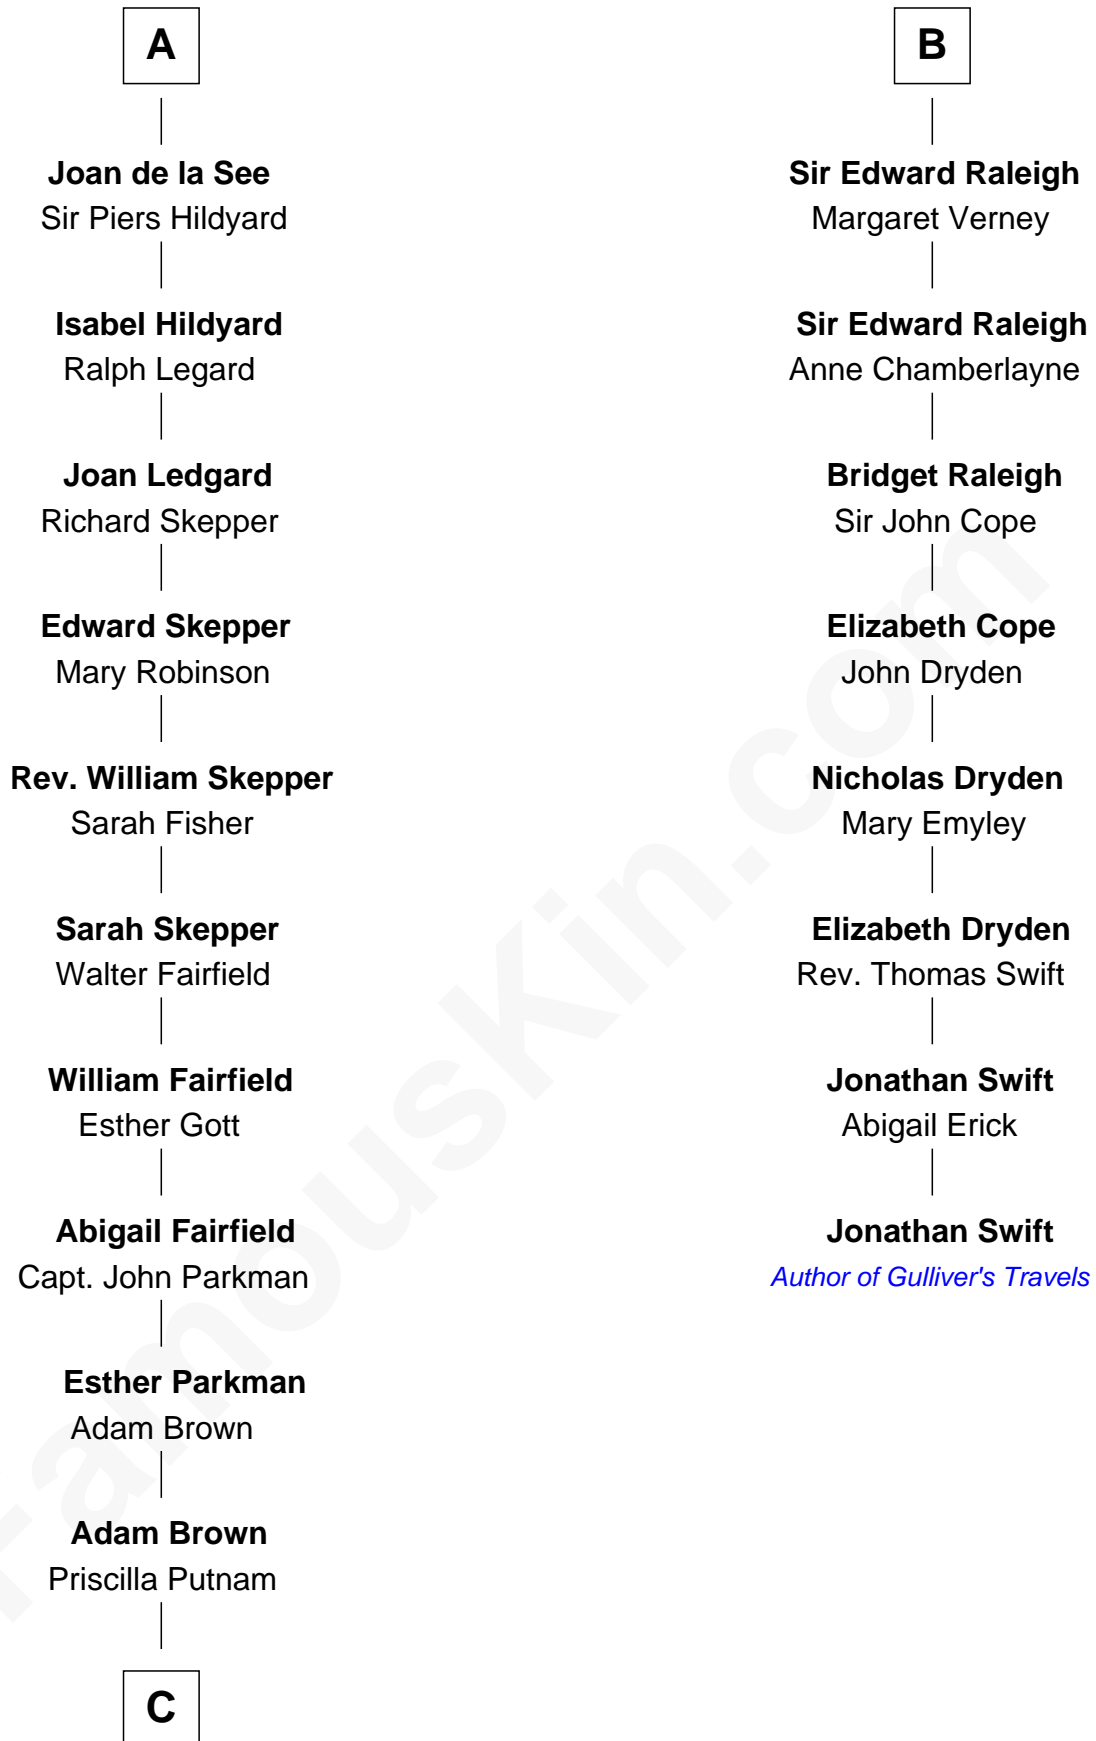 A
Joan de la See
Sir Piers Hildyard
Isabel Hildyard
Ralph Legard
Joan Ledgard
Richard Skepper
Edward Skepper
Mary Robinson
Rev. William Skepper
Sarah Fisher
Sarah Skepper
Walter Fairfield
William Fairfield
Esther Gott
Abigail Fairfield
Capt. John Parkman
Esther Parkman
Adam Brown
Adam Brown
Priscilla Putnam
C
B
Sir Edward Raleigh
Margaret Verney
Sir Edward Raleigh
Anne Chamberlayne
Bridget Raleigh
Sir John Cope
Elizabeth Cope
John Dryden
Nicholas Dryden
Mary Emyley
Elizabeth Dryden
Rev. Thomas Swift
Jonathan Swift
Abigail Erick
Jonathan Swift
Author of Gulliver's Travels
FamousKin.com